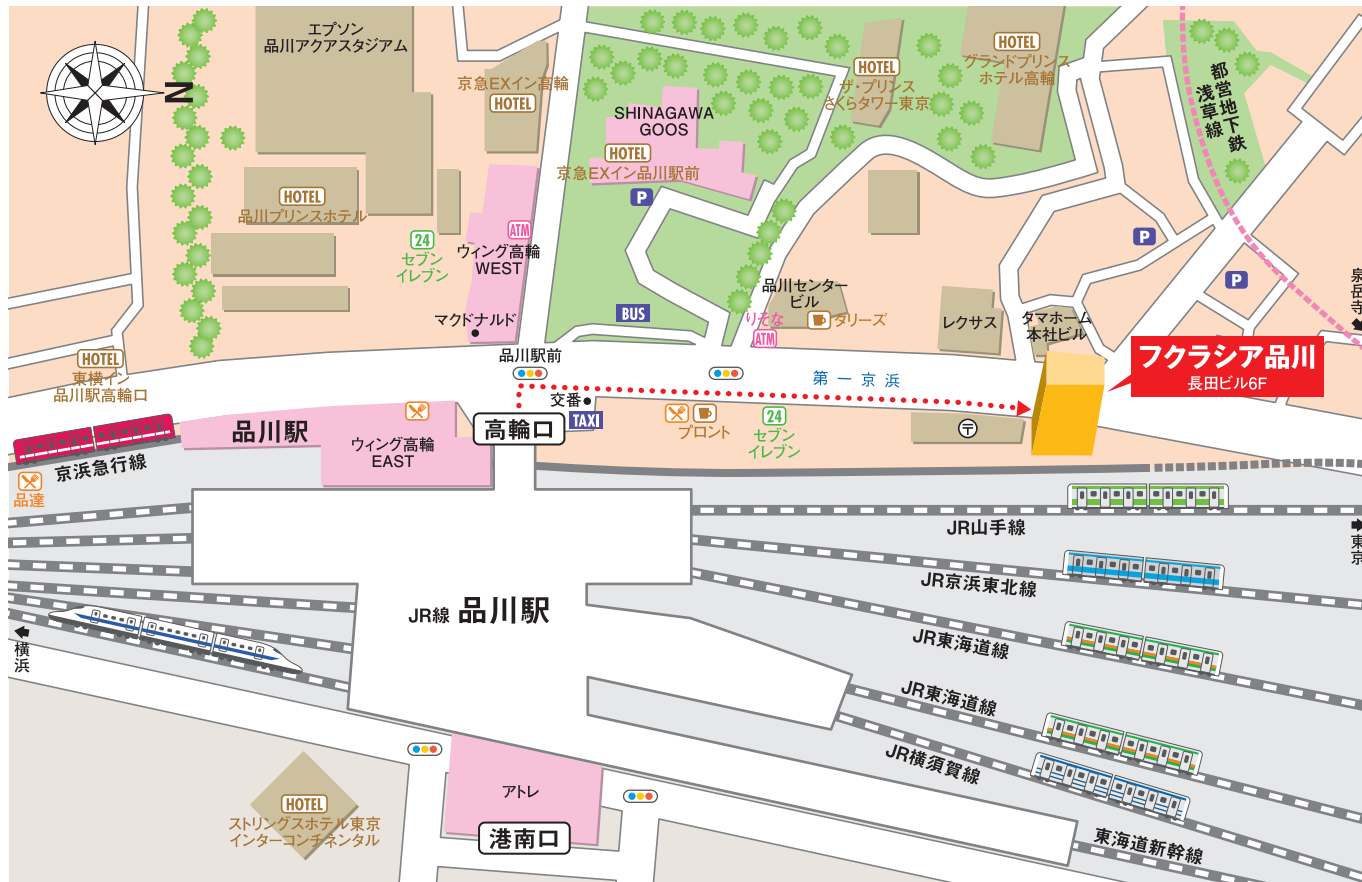 エプソン
品川アクアスタジアム
N
京急EXイン高輪
HOTEL
SHINAGAWA
GOOS
HOTEL
京急EXイン品川駅前
P
HOTEL
ザ・プリンス
さくらタワー東京
HOTEL
グランドプリンス
ホテル高輪
都営地下鉄
浅草線
HOTEL
品川プリンスホテル
24
セブン
イレブン
ATM
ウィング高輪
WEST
マクドナルド
BUS
品川センター
ビル
りそな
ATM
タリーズ
レクサス
タマホーム
本社ビル
P
P
泉岳寺
フクラシア品川
長田ビル6F
HOTEL
東横イン
品川駅高輪口
品川駅前
第一京浜
交番
TAXI
高輪口
プロント
24
セブン
イレブン
〒
品川駅
ウィング高輪
EAST
京浜急行線
品達
JR山手線
東京
JR京浜東北線
JR線 品川駅
JR東海道線
横浜
JR東海道線
JR横須賀線
東海道新幹線
アトレ
港南口
HOTEL
ストリングスホテル東京
インターコンチネンタル